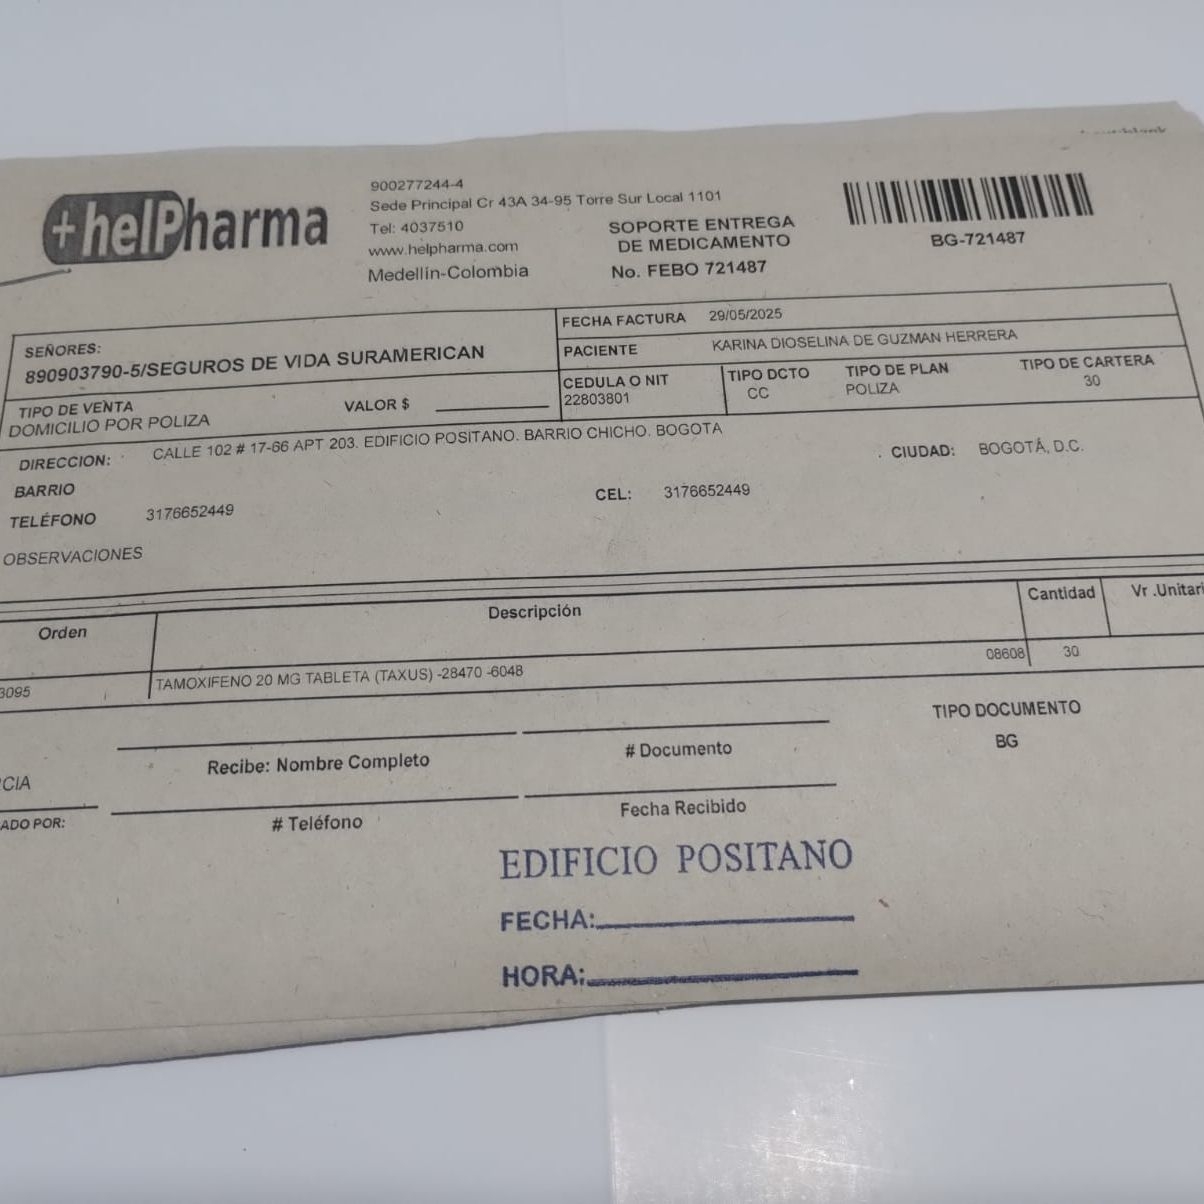 +helPharma
900277244-4
Sede Principal Cr 43A 34-95 Torre Sur Local 1101
Tel: 4037510
www.helpharma.com
Medellín-Colombia
SOPORTE ENTREGA
DE MEDICAMENTO
No. FEBO 721487
BG-721487
SEÑORES:
890903790-5/SEGUROS DE VIDA SURAMERICAN
FECHA FACTURA 29/05/2025
PACIENTE KARINA DIOSELINA DE GUZMAN HERRERA
TIPO DE VENTA
DOMICILIO POR POLIZA
VALOR $
CEDULA O NIT
22803801
TIPO DCTO
CC
TIPO DE PLAN
POLIZA
TIPO DE CARTERA
30
DIRECCION: CALLE 102 # 17-66 APT 203. EDIFICIO POSITANO. BARRIO CHICHO. BOGOTA
CIUDAD: BOGOTÁ, D.C.
BARRIO
TELÉFONO 3176652449
CEL: 3176652449
OBSERVACIONES
Orden Descripción Cantidad Vr .Unitari
3095 TAMOXIFENO 20 MG TABLETA (TAXUS) -28470 -6048 08608 30
Recibe: Nombre Completo
# Documento
TIPO DOCUMENTO
BG
CIA
ADO POR:
# Teléfono
Fecha Recibido
EDIFICIO POSITANO
FECHA:
HORA: